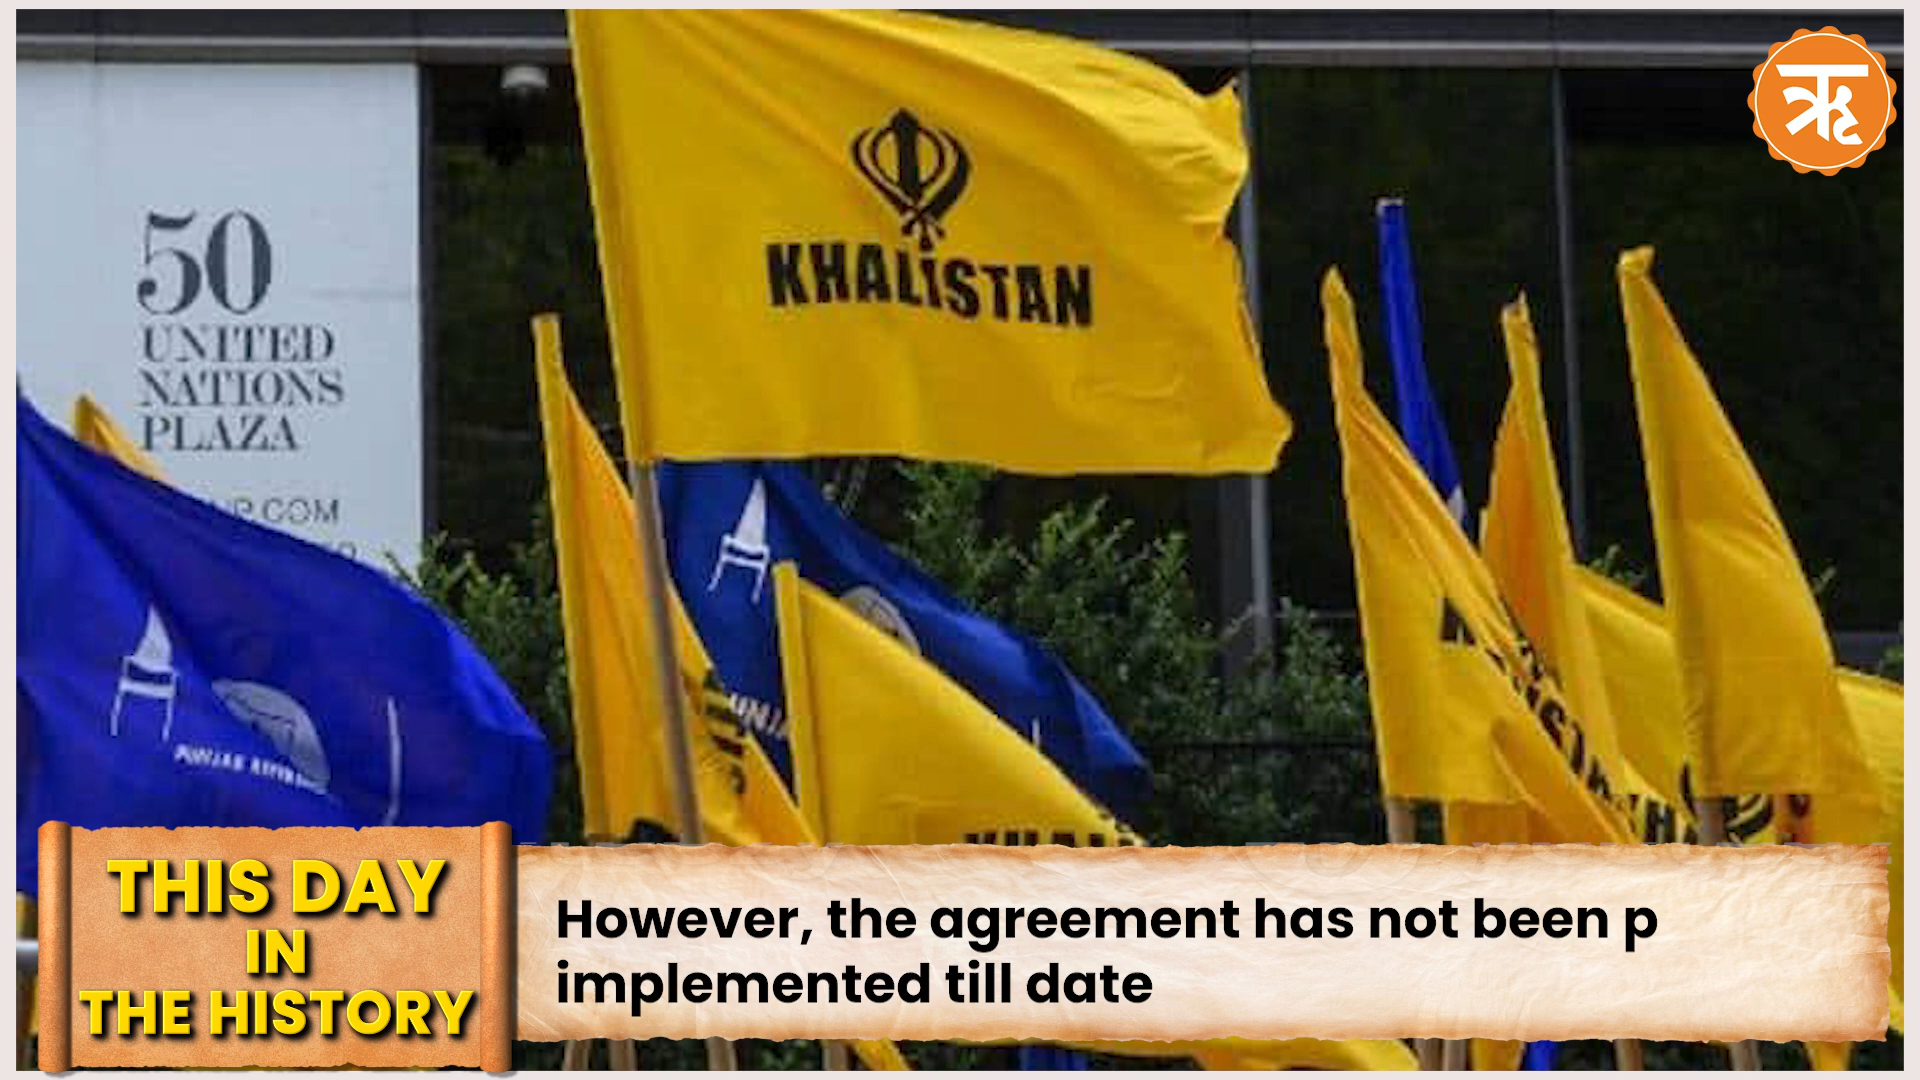 50
UNITED
NATIONS
PLAZA
KHALISTAN
ऋ
THIS DAY
IN
THE HISTORY
However, the agreement has not been p
implemented till date